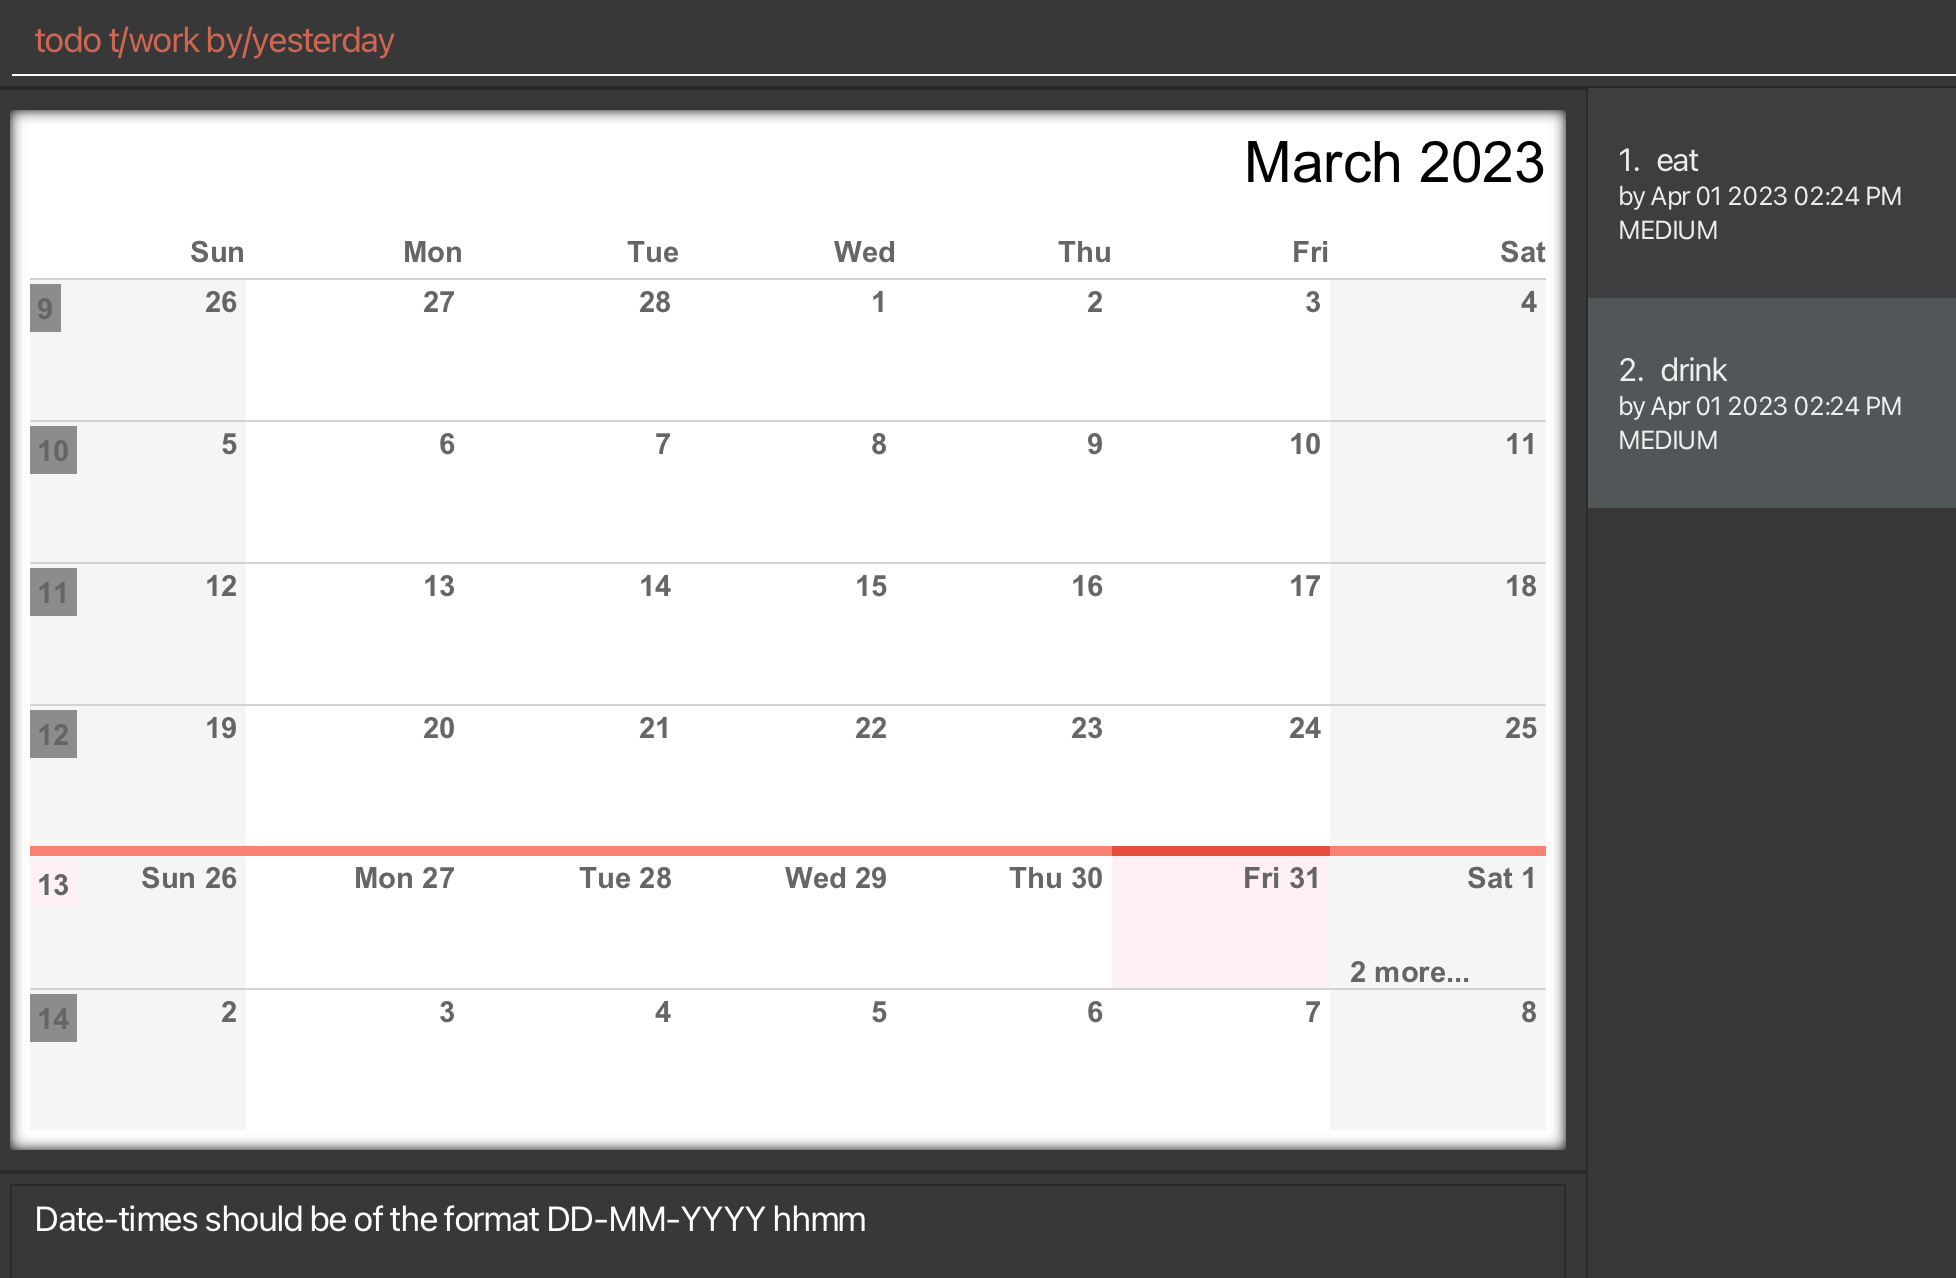 todo t/work by/yesterday
March 2023
Sun Mon Tue Wed Thu Fri Sat
9 26 27 28 1 2 3 4
10 5 6 7 8 9 10 11
11 12 13 14 15 16 17 18
12 19 20 21 22 23 24 25
13 Sun 26 Mon 27 Tue 28 Wed 29 Thu 30 Fri 31 Sat 1
2 more...
14 2 3 4 5 6 7 8
1. eat
by Apr 01 2023 02:24 PM
MEDIUM
2. drink
by Apr 01 2023 02:24 PM
MEDIUM
Date-times should be of the format DD-MM-YYYY hhmm